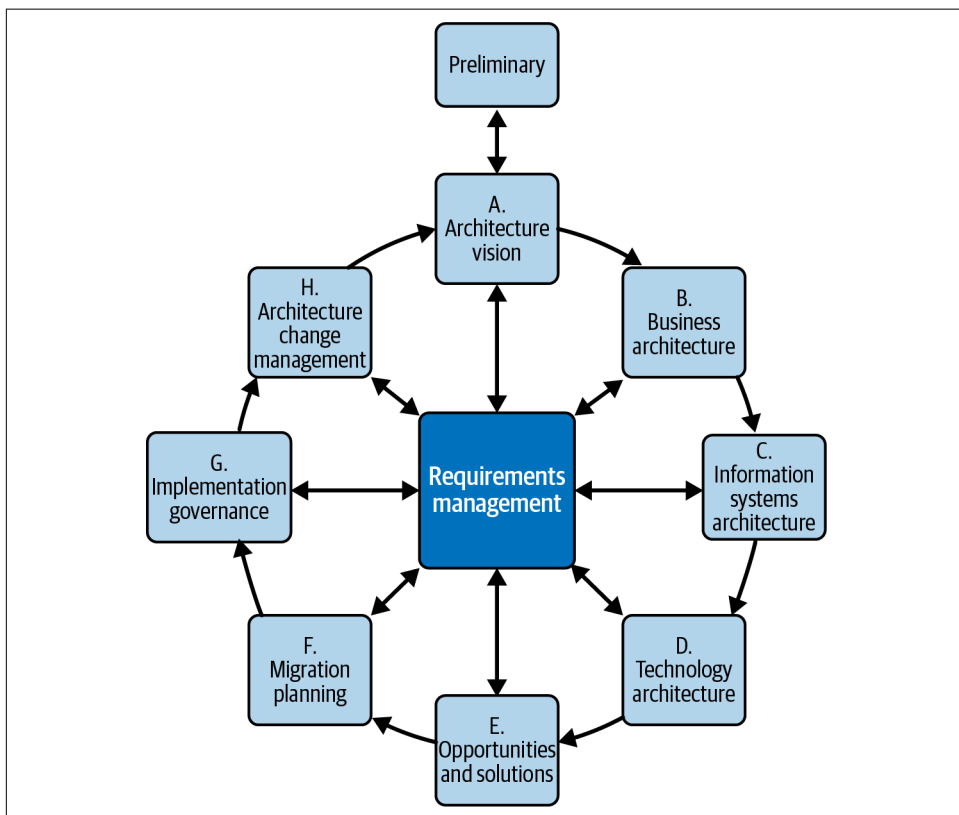 Preliminary
A.
Architecture
vision
B.
Business
architecture
C.
Information
systems
architecture
D.
Technology
architecture
E.
Opportunities
and solutions
F.
Migration
planning
G.
Implementation
governance
H.
Architecture
change
management
Requirements
management